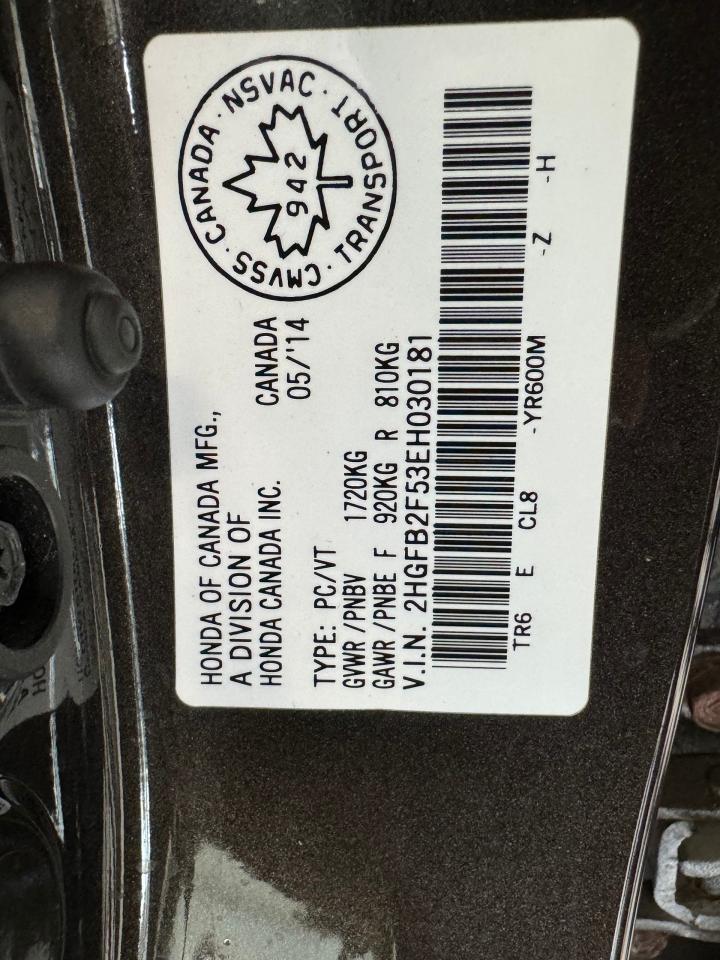 HONDA OF CANADA MFG.,
A DIVISION OF
HONDA CANADA INC. CANADA
05/'14
TYPE: PC/VT
GVWR /PNBV 1720KG
GAWR /PNBE F 920KG R 810KG
V.I.N. 2HGFB2F53EH030181
TR6 E CL8 -YR600M -Z -H
CANADA · NSVAC · TRANSPORT · CMVSS ·
942